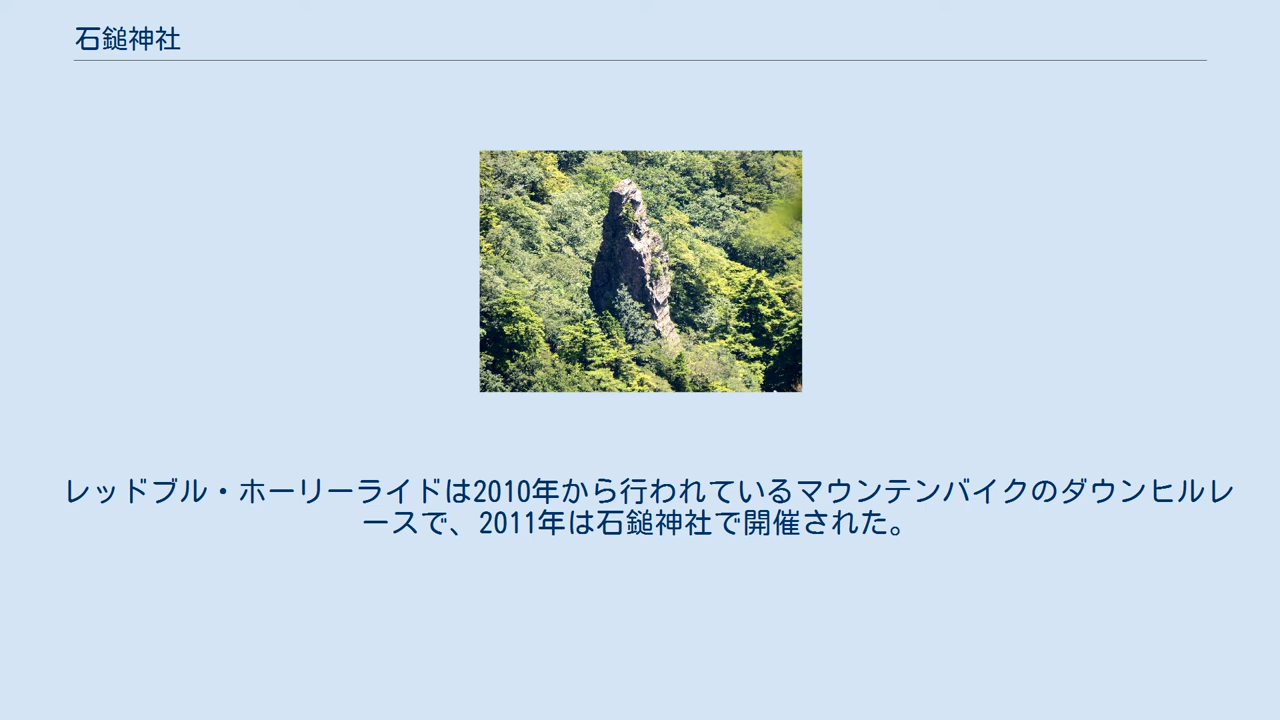 石鎚神社
レッドブル・ホーリーライドは2010年から行われているマウンテンバイクのダウンヒルレ
ースで、2011年は石鎚神社で開催された。